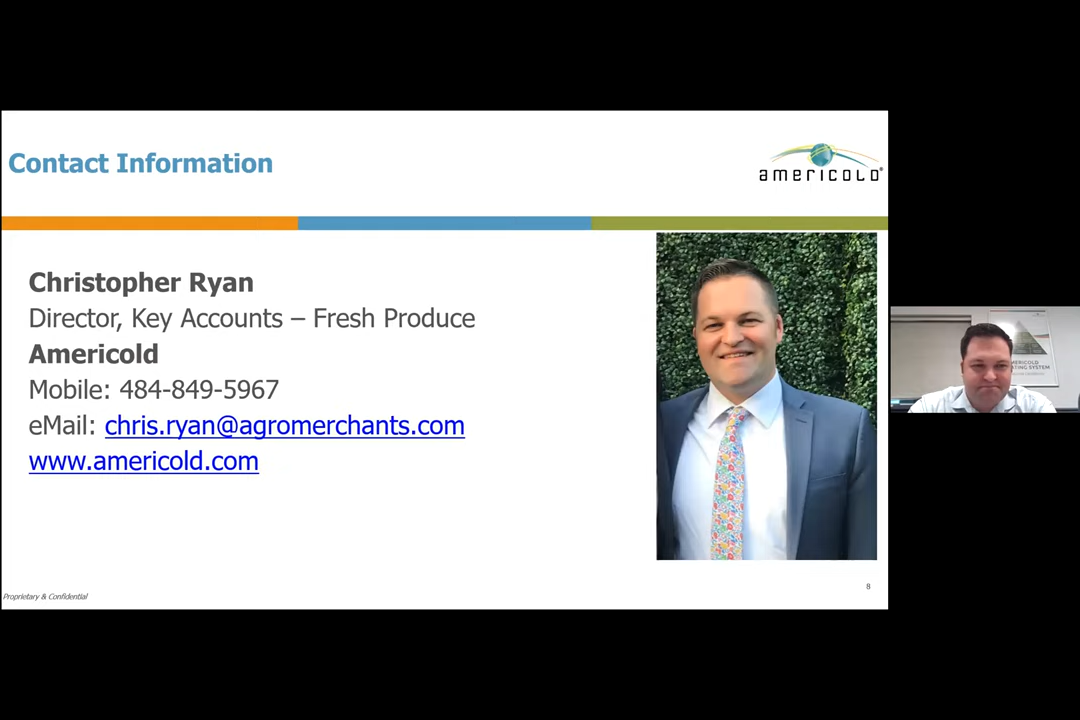 Contact Information
americold®
Christopher Ryan
Director, Key Accounts – Fresh Produce
Americold
Mobile: 484-849-5967
eMail: chris.ryan@agromerchants.com
www.americold.com
Proprietary & Confidential
8
SYSTEM